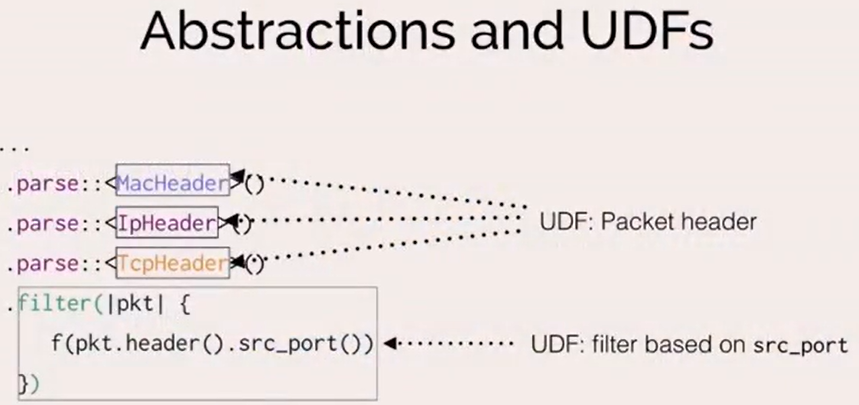 Abstractions and UDFs
...
.parse::<MacHeader>()
.parse::<IpHeader>()
.parse::<TcpHeader>()
UDF: Packet header
.filter(|pkt| {
f(pkt.header().src_port())
})
UDF: filter based on src_port